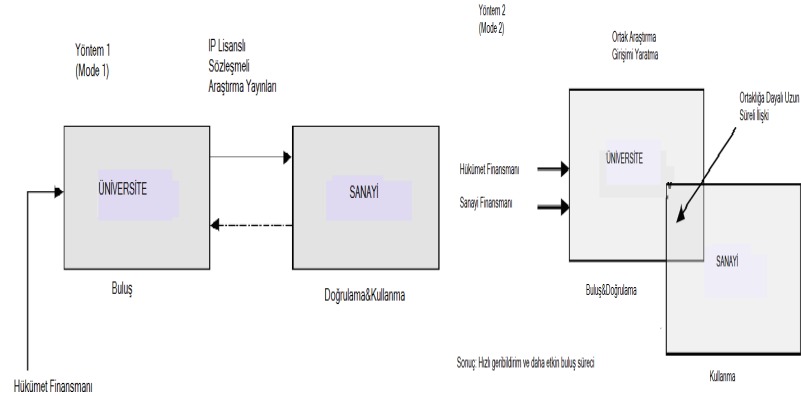 Yöntem 1
(Mode 1)
IP Lisanslı
Sözleşmeli
Araştırma Yayınları
ÜNİVERSİTE
SANAYİ
Buluş
Doğrulama&Kullanma
Hükümet Finansmanı
Yöntem 2
(Mode 2)
Ortak Araştırma
Girişimi Yaratma
Ortaklığa Dayalı Uzun
Süreli İlişki
ÜNİVERSİTE
Hükümet Finansmanı
Sanayi Finansmanı
SANAYİ
Buluş&Doğrulama
Sonuç: Hızlı geribildirim ve daha etkin buluş süreci
Kullanma